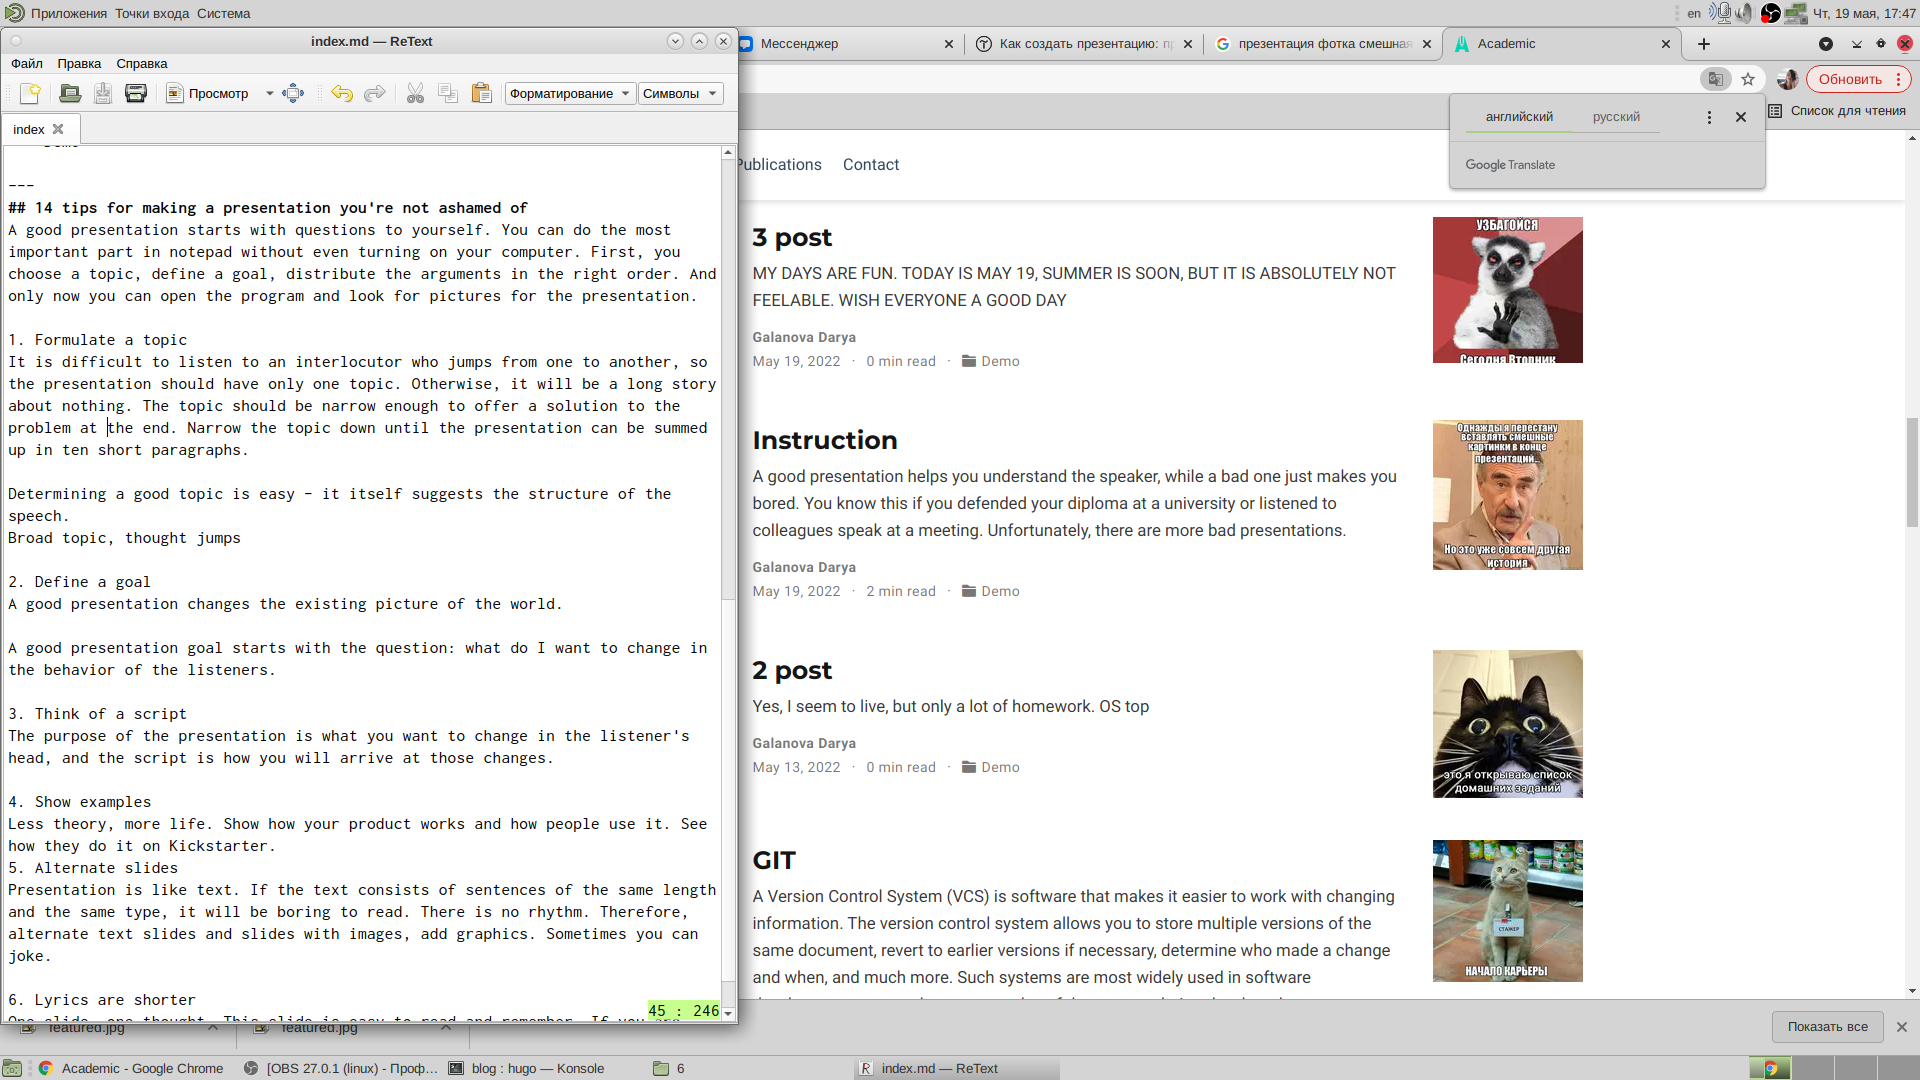 Приложения Точки входа Система
en
Чт, 19 мая, 17:47
index.md — ReText
Файл Правка Справка
Просмотр
Форматирование
Символы
index
---
## 14 tips for making a presentation you're not ashamed of
A good presentation starts with questions to yourself. You can do the most
important part in notepad without even turning on your computer. First, you
choose a topic, define a goal, distribute the arguments in the right order. And
only now you can open the program and look for pictures for the presentation.
1. Formulate a topic
It is difficult to listen to an interlocutor who jumps from one to another, so
the presentation should have only one topic. Otherwise, it will be a long story
about nothing. The topic should be narrow enough to offer a solution to the
problem at the end. Narrow the topic down until the presentation can be summed
up in ten short paragraphs.
Determining a good topic is easy – it itself suggests the structure of the
speech.
Broad topic, thought jumps
2. Define a goal
A good presentation changes the existing picture of the world.
A good presentation goal starts with the question: what do I want to change in
the behavior of the listeners.
3. Think of a script
The purpose of the presentation is what you want to change in the listener's
head, and the script is how you will arrive at those changes.
4. Show examples
Less theory, more life. Show how your product works and how people use it. See
how they do it on Kickstarter.
5. Alternate slides
Presentation is like text. If the text consists of sentences of the same length
and the same type, it will be boring to read. There is no rhythm. Therefore,
alternate text slides and slides with images, add graphics. Sometimes you can
joke.
6. Lyrics are shorter
One slide, one thought. This slide is easy to read and remember. If you are
45 : 246
Мессенджер
Как создать презентацию: п
презентация фотка смешная
Academic
Обновить
Список для чтения
английский русский
Google Translate
Publications Contact
3 post
MY DAYS ARE FUN. TODAY IS MAY 19, SUMMER IS SOON, BUT IT IS ABSOLUTELY NOT
FEELABLE. WISH EVERYONE A GOOD DAY
Galanova Darya
May 19, 2022 · 0 min read · Demo
УЗБАГОЙСЯ
Сегодня Вторник
Instruction
A good presentation helps you understand the speaker, while a bad one just makes you
bored. You know this if you defended your diploma at a university or listened to
colleagues speak at a meeting. Unfortunately, there are more bad presentations.
Galanova Darya
May 19, 2022 · 2 min read · Demo
Однажды я перестану
вставлять смешные
картинки в конце
презентаций...
Но это уже совсем другая
история
2 post
Yes, I seem to live, but only a lot of homework. OS top
Galanova Darya
May 13, 2022 · 0 min read · Demo
это я открываю список
домашних заданий
GIT
A Version Control System (VCS) is software that makes it easier to work with changing
information. The version control system allows you to store multiple versions of the
same document, revert to earlier versions if necessary, determine who made a change
and when, and much more. Such systems are most widely used in software
СТАЖЕР
НАЧАЛО КАРЬЕРЫ
featured.jpg
featured.jpg
Показать все
Academic - Google Chrome
[OBS 27.0.1 (linux) - Проф...
blog : hugo — Konsole
6
index.md — ReText